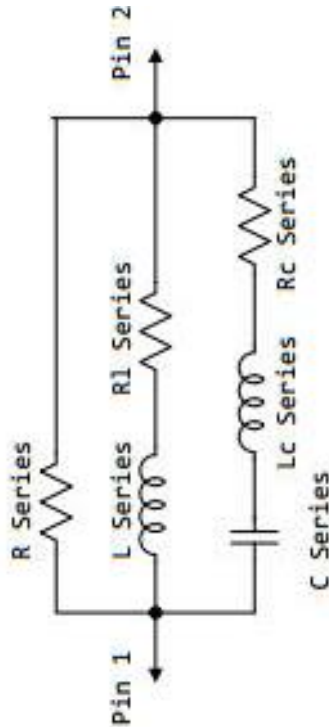 Pin 1
Pin 2
R Series
L Series
Rl Series
C Series
Lc Series
Rc Series